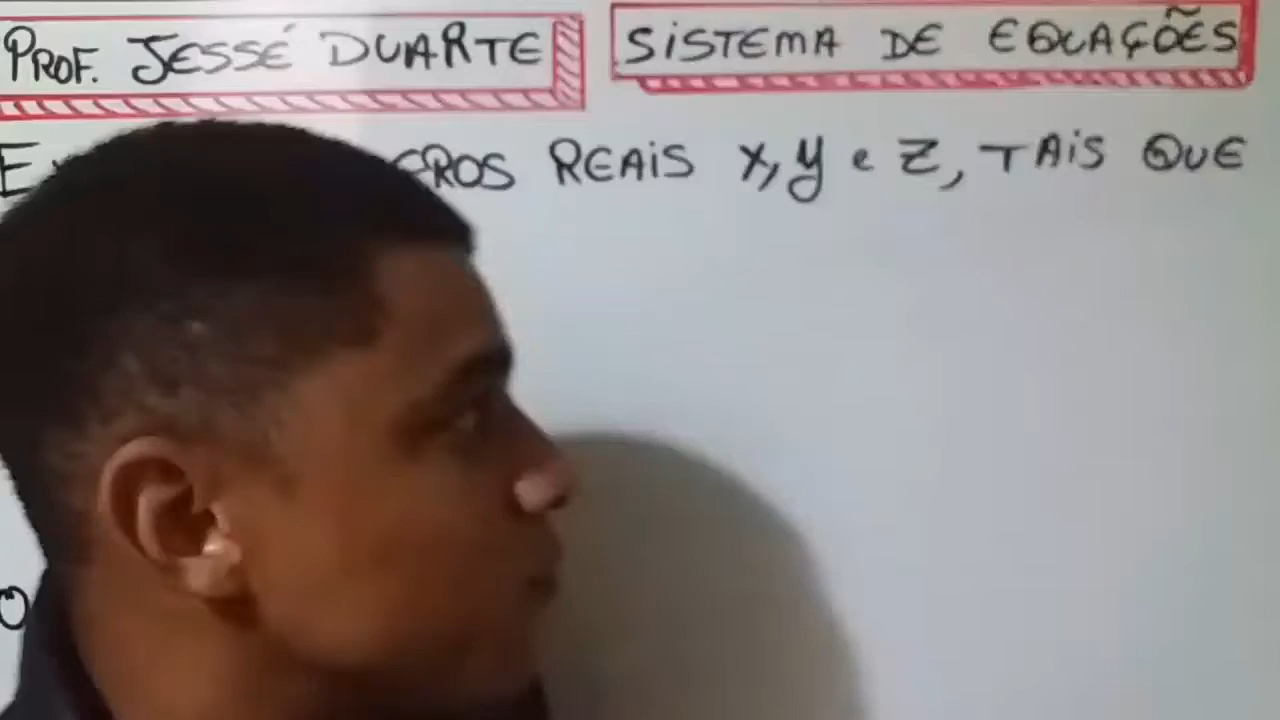 PROF. JESSÉ DUARTE
SISTEMA DE EQUAÇÕES
REAIS x, y e z, TAIS QUE